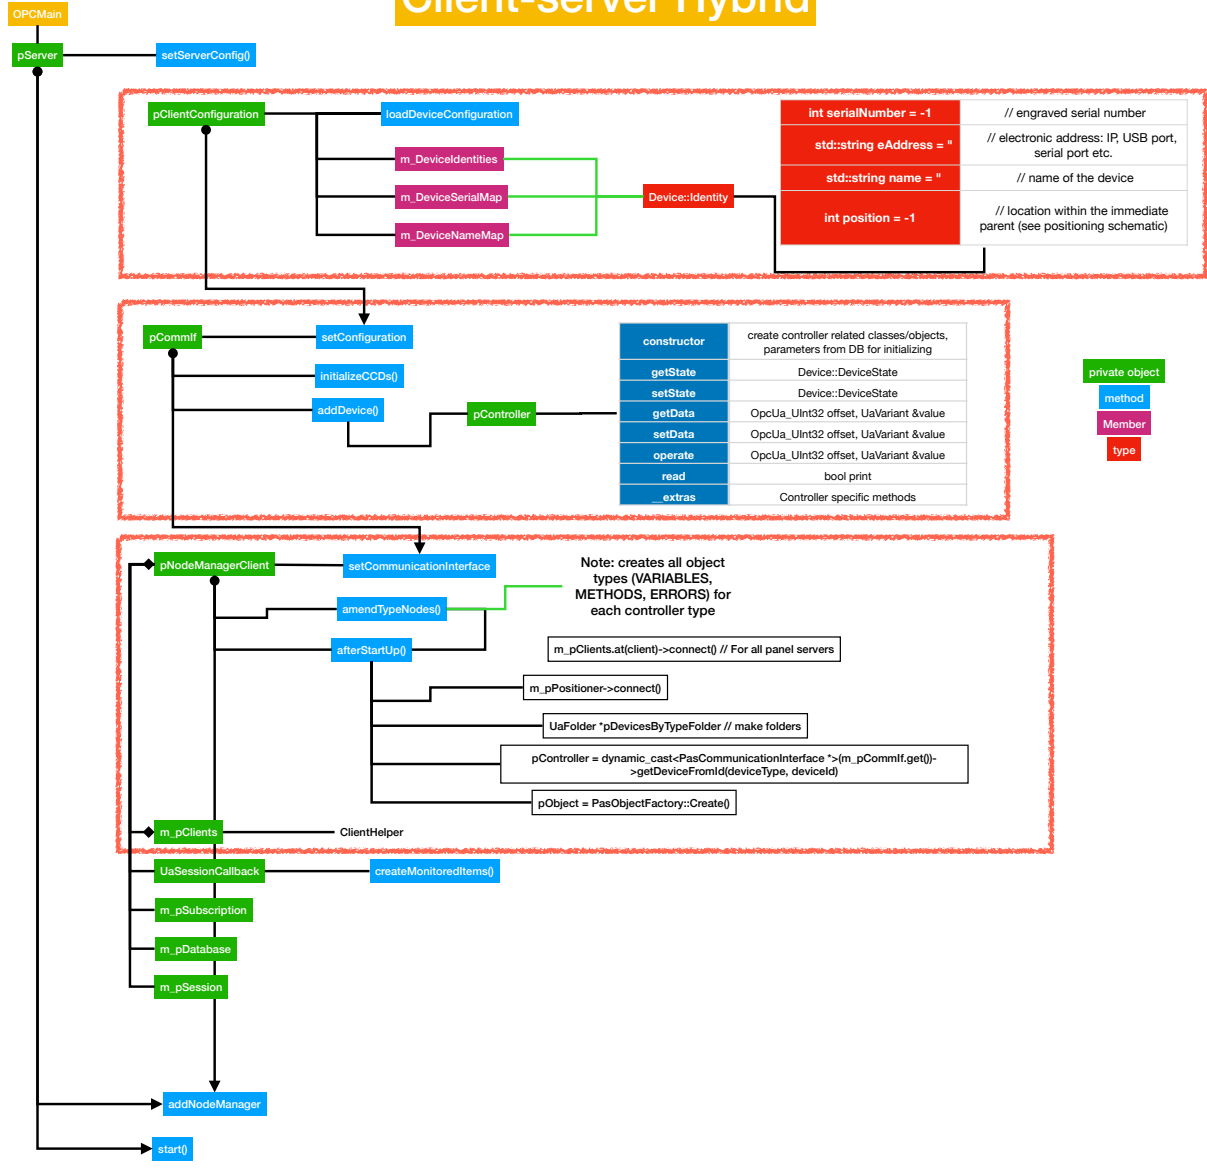 Client-server Hybrid
OPCMain
pServer
setServerConfig()
pClientConfiguration
loadDeviceConfiguration
m_DeviceIdentities
m_DeviceSerialMap
m_DeviceNameMap
Device::Identity
int serialNumber = -1
// engraved serial number
std::string eAddress = "
// electronic address: IP, USB port,
serial port etc.
std::string name = "
// name of the device
int position = -1
// location within the immediate
parent (see positioning schematic)
pCommIf
setConfiguration
initializeCCDs()
addDevice()
pController
constructor
create controller related classes/objects,
parameters from DB for initializing
getState
Device::DeviceState
setState
Device::DeviceState
getData
OpcUa_UInt32 offset, UaVariant &value
setData
OpcUa_UInt32 offset, UaVariant &value
operate
OpcUa_UInt32 offset, UaVariant &value
read
bool print
__extras
Controller specific methods
private object
method
Member
type
pNodeManagerClient
setCommunicationInterface
amendTypeNodes()
afterStartUp()
Note: creates all object
types (VARIABLES,
METHODS, ERRORS) for
each controller type
m_pClients.at(client)->connect() // For all panel servers
m_pPositioner->connect()
UaFolder *pDevicesByTypeFolder // make folders
pController = dynamic_cast<PasCommunicationInterface *>(m_pCommIf.get())-
>getDeviceFromId(deviceType, deviceId)
pObject = PasObjectFactory::Create()
m_pClients
ClientHelper
UaSessionCallback
createMonitoredItems()
m_pSubscription
m_pDatabase
m_pSession
addNodeManager
start()